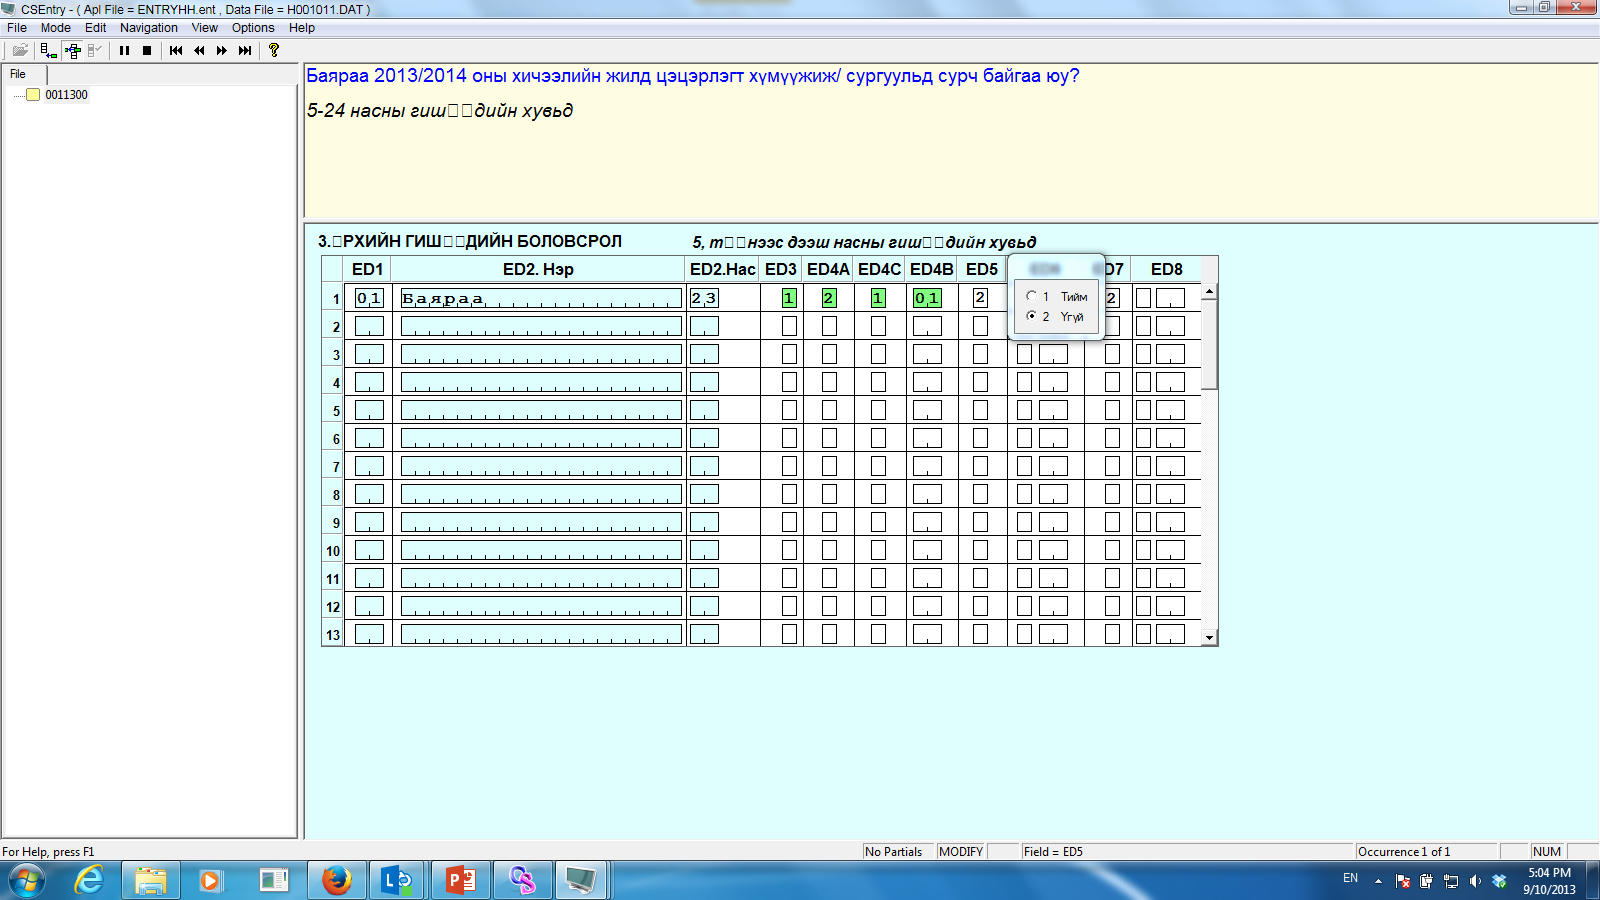 CSEntry - ( Apl File = ENTRYHH.ent , Data File = H001011.DAT )
File Mode Edit Navigation View Options Help
File
0011300
Баяраа 2013/2014 оны хичээлийн жилд цэцэрлэгт хүмүүжиж/ сургуульд сурч байгаа юу?
5-24 насны гиш□□дийн хувьд
3.□РХИЙН ГИШ□□ДИЙН БОЛОВСРОЛ 5, т□□нээс дээш насны гиш□□дийн хувьд
ED1 ED2. Нэр ED2.Нас ED3 ED4A ED4C ED4B ED5 ED6 ED7 ED8
1 01 Баяраа 23 1 2 1 01 2 2
1 Тийм
2 Үгүй
2
3
4
5
6
7
8
9
10
11
12
13
For Help, press F1 No Partials MODIFY Field = ED5 Occurrence 1 of 1 NUM
EN 5:04 PM
9/10/2013